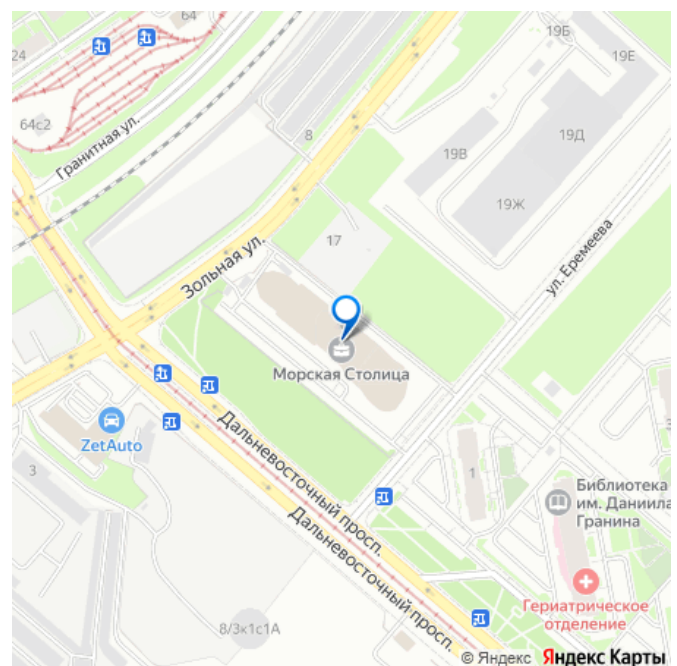 64
24
19Б
19Е
8
64с2
Гранитная ул.
19В
19Д
19Ж
17
Зольная ул.
ул. Еремеева
Морская Столица
ZetAuto
Дальневосточный просп.
3
1
Библиотека
им. Даниила
Гранина
Дальневосточный просп.
Гериатрическое
отделение
8/3к1с1А
© Яндекс Яндекс Карты